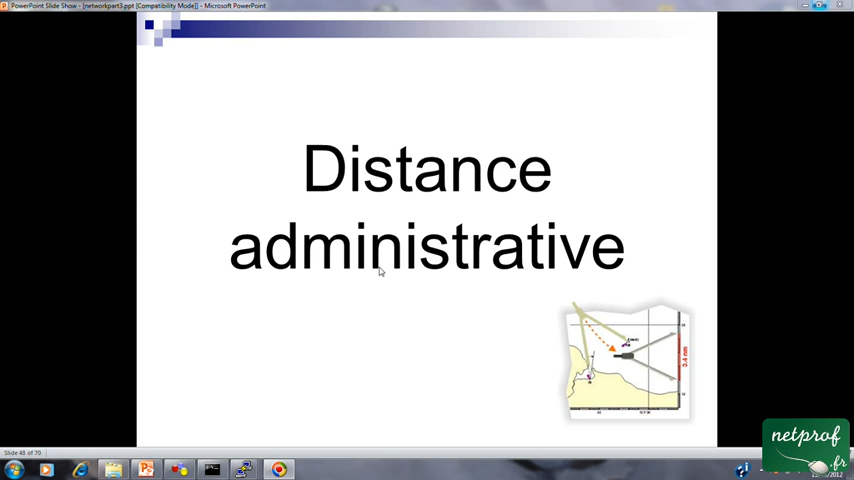 PowerPoint Slide Show - [networkpart3.ppt [Compatibility Mode]] - Microsoft PowerPoint
Distance
administrative
3.4 nm
Slide 48 of 70
netprof
.fr